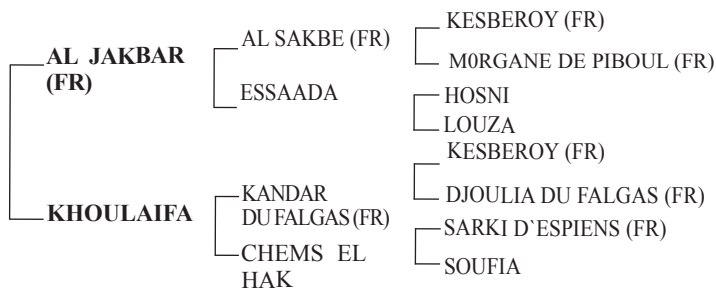 KESBEROY (FR)
AL SAKBE (FR)
AL JAKBAR
(FR)
M0RGANE DE PIBOUL (FR)
ESSAADA
HOSNI
LOUZA
KESBEROY (FR)
KANDAR
DU FALGAS (FR)
DJOULIA DU FALGAS (FR)
KHOULAIFA
SARKI D`ESPIENS (FR)
CHEMS EL
HAK
SOUFIA